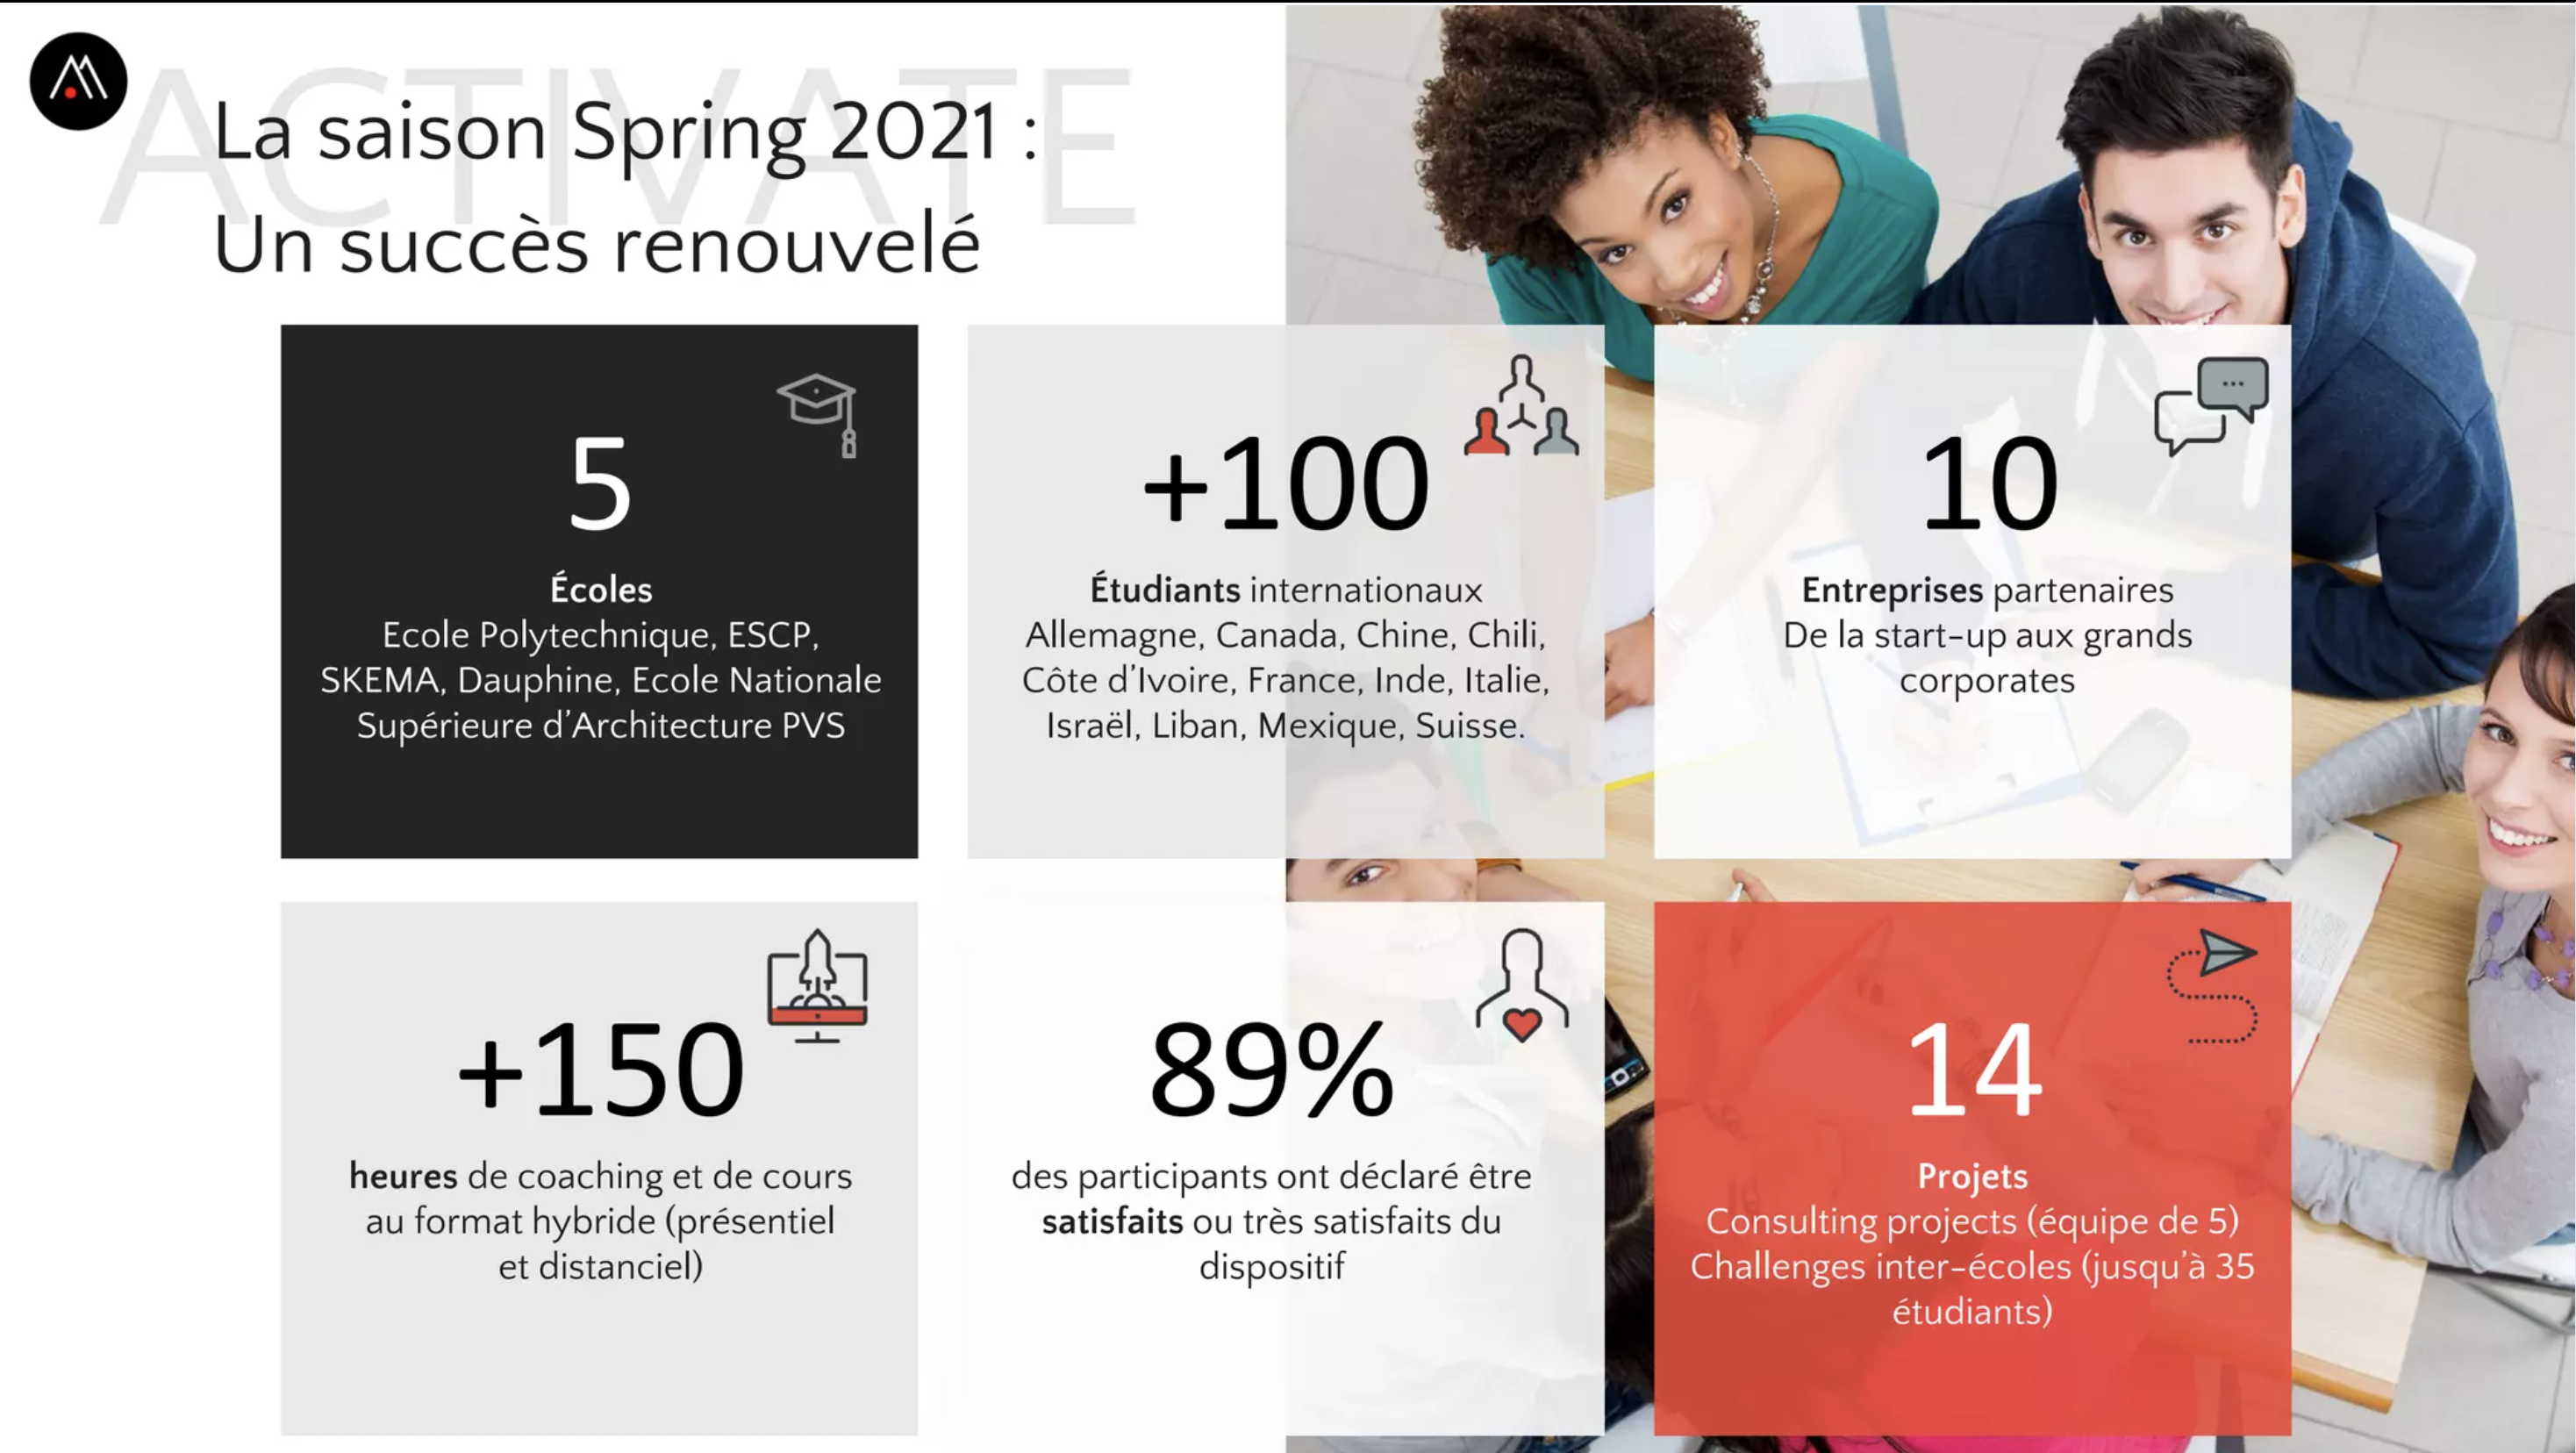 ACTIVATE
La saison Spring 2021 :
Un succès renouvelé
5
Écoles
Ecole Polytechnique, ESCP,
SKEMA, Dauphine, Ecole Nationale
Supérieure d'Architecture PVS
+100
Étudiants internationaux
Allemagne, Canada, Chine, Chili,
Côte d'Ivoire, France, Inde, Italie,
Israël, Liban, Mexique, Suisse.
10
Entreprises partenaires
De la start-up aux grands
corporates
+150
heures de coaching et de cours
au format hybride (présentiel
et distanciel)
89%
des participants ont déclaré être
satisfaits ou très satisfaits du
dispositif
14
Projets
Consulting projects (équipe de 5)
Challenges inter-écoles (jusqu'à 35
étudiants)